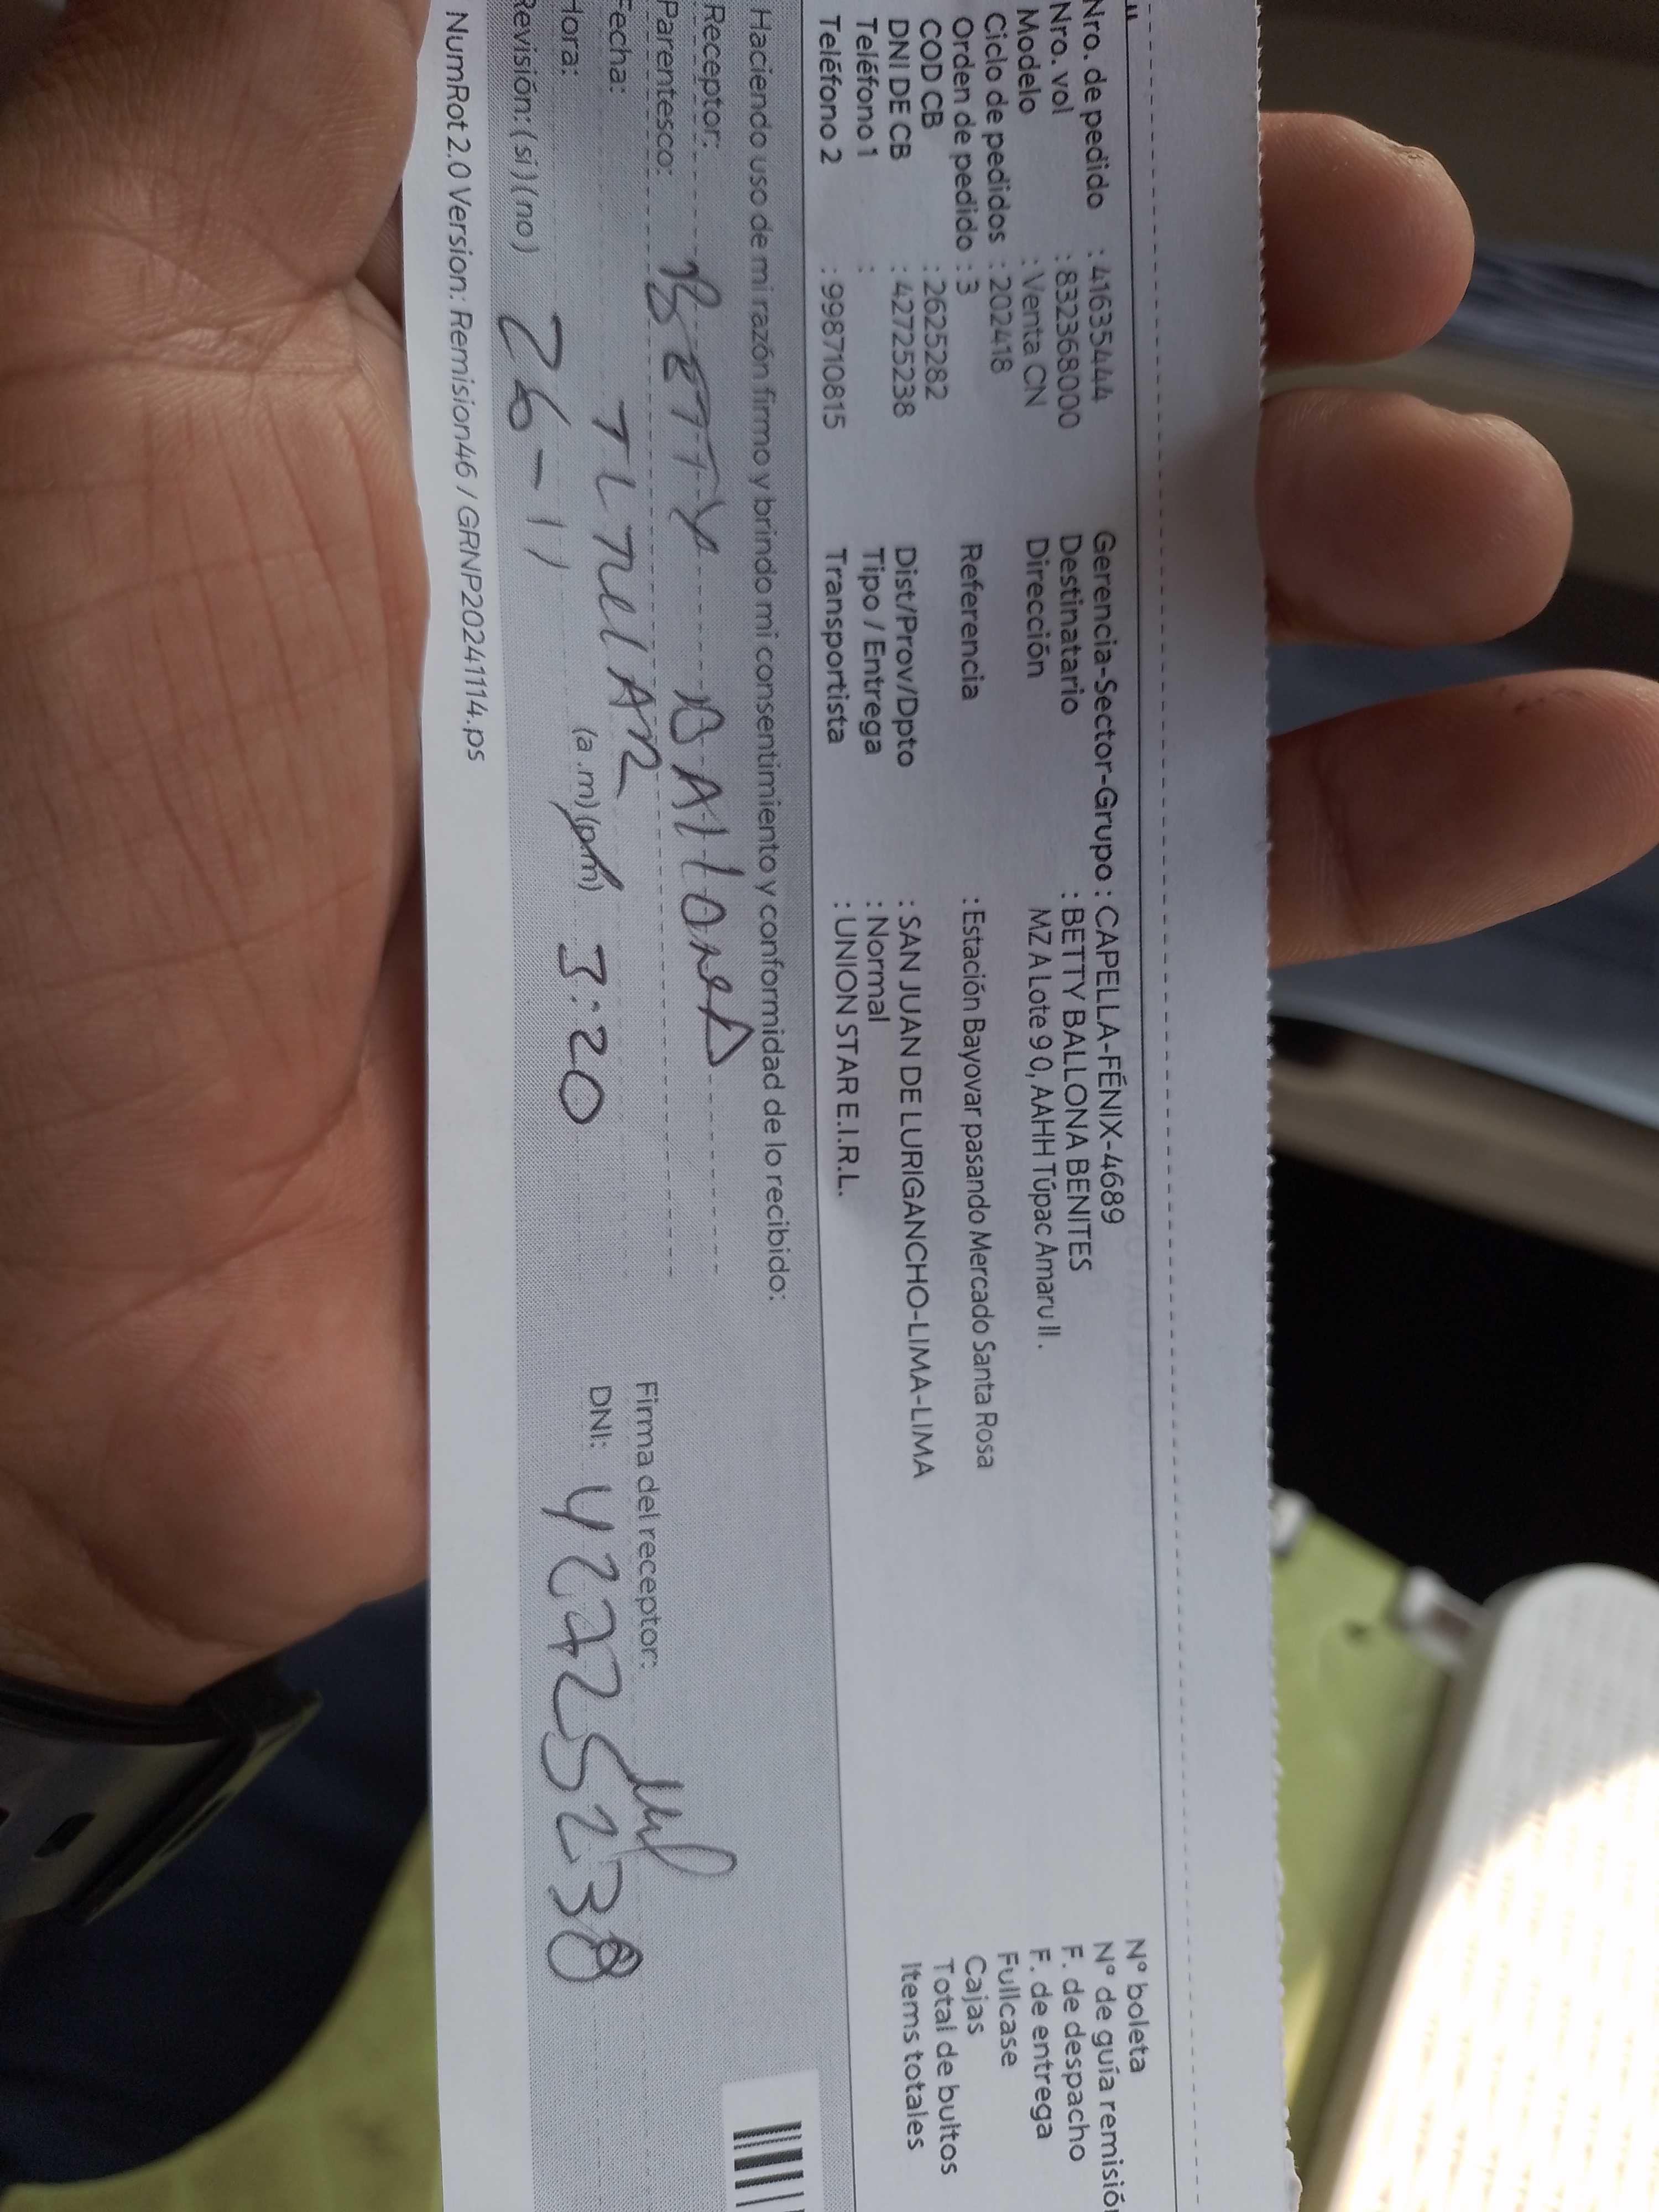 Nro. de pedido : 41635444
Nro. vol : 832368000
Modelo : Venta CN
Ciclo de pedidos : 202418
Orden de pedido : 3
COD CB : 2625282
DNI DE CB : 42725238
Teléfono 1 :
Teléfono 2 : 998710815
Gerencia-Sector-Grupo : CAPELLA-FÉNIX-4689
Destinatario : BETTY BALLONA BENITES
Dirección MZ A Lote 9 0, AAHH Túpac Amaru II .
Referencia : Estación Bayovar pasando Mercado Santa Rosa
Dist/Prov/Dpto : SAN JUAN DE LURIGANCHO-LIMA-LIMA
Tipo / Entrega : Normal
Transportista : UNION STAR E.I.R.L.
Nº boleta
Nº de guía remisión
F. de despacho
F. de entrega
Fullcase
Cajas
Total de bultos
Items totales
Haciendo uso de mi razón firmo y brindo mi consentimiento y conformidad de lo recibido:
Receptor: BETTY
Parentesco: TITULAR
Fecha: 26-11
Hora: (a .m) (pm) 3:20
Revisión: (si) (no)
Firma del receptor:
DNI: 42725238
NumRot 2.0 Version: Remision46 / GRNP20241114.ps